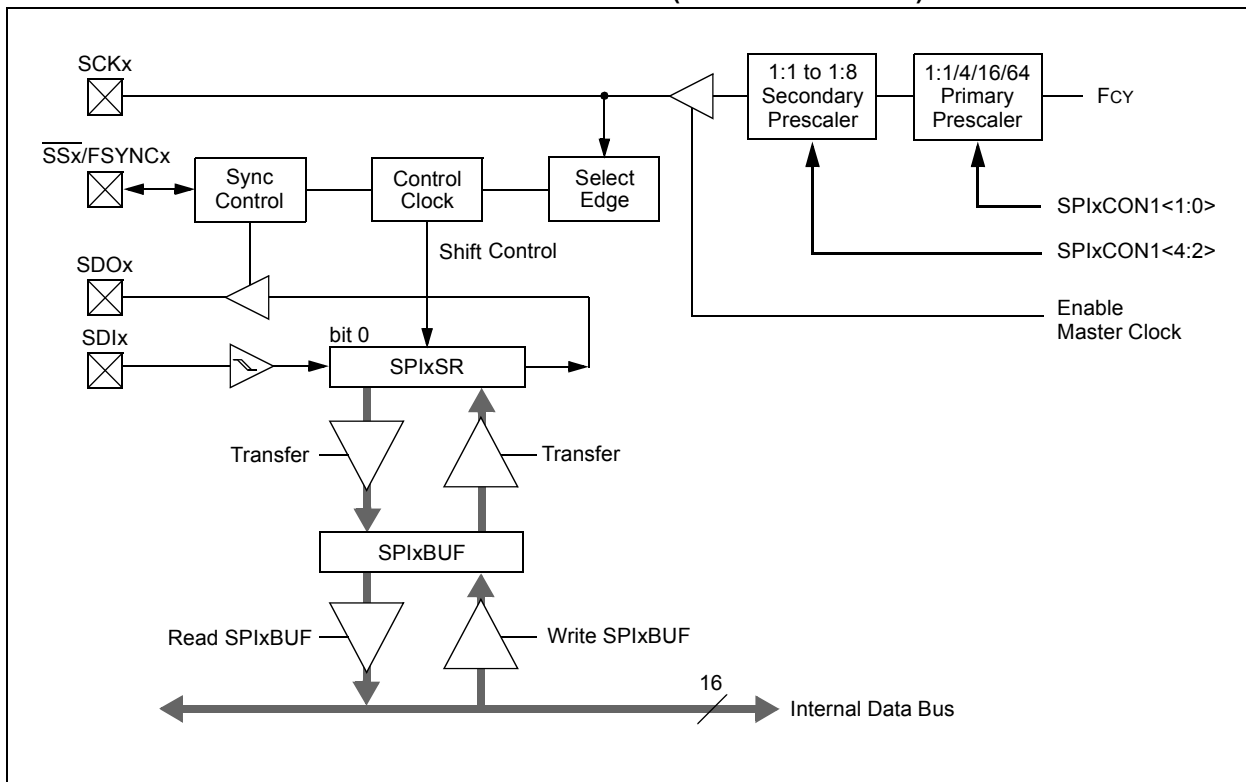 SCKx
SSx/FSYNCx
SDOx
SDIx
Sync
Control
Control
Clock
Select
Edge
1:1 to 1:8
Secondary
Prescaler
1:1/4/16/64
Primary
Prescaler
FCY
SPIxCON1<1:0>
SPIxCON1<4:2>
Enable
Master Clock
Shift Control
bit 0
SPIxSR
Transfer
Transfer
SPIxBUF
Read SPIxBUF
Write SPIxBUF
16
Internal Data Bus